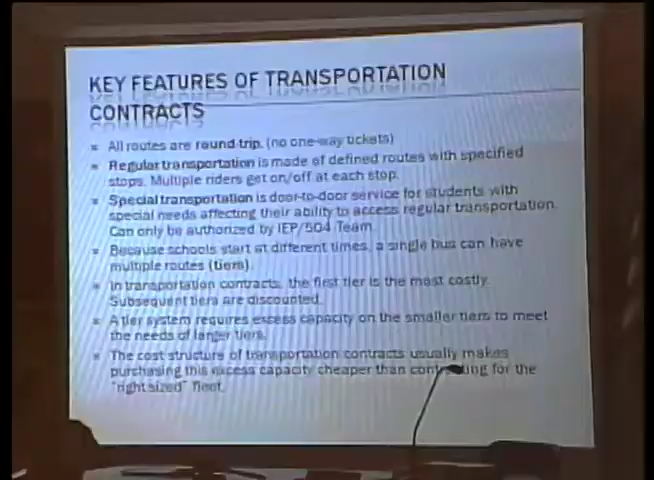 KEY FEATURES OF TRANSPORTATION
CONTRACTS
All routes are round trip. (no one-way tickets)
Regular transportation is made of defined routes with specified
stops. Multiple riders get on/off at each stop.
Special transportation is door-to-door service for students with
special needs affecting their ability to access regular transportation.
Can only be authorized by IEP/504 Team.
Because schools start at different times, a single bus can have
multiple routes (tiers).
In transportation contracts, the first tier is the most costly.
Subsequent tiers are discounted.
A tier system requires excess capacity on the smaller tiers to meet
the needs of larger tiers.
The cost structure of transportation contracts usually makes
purchasing this excess capacity cheaper than for the
"right sized" fleet.